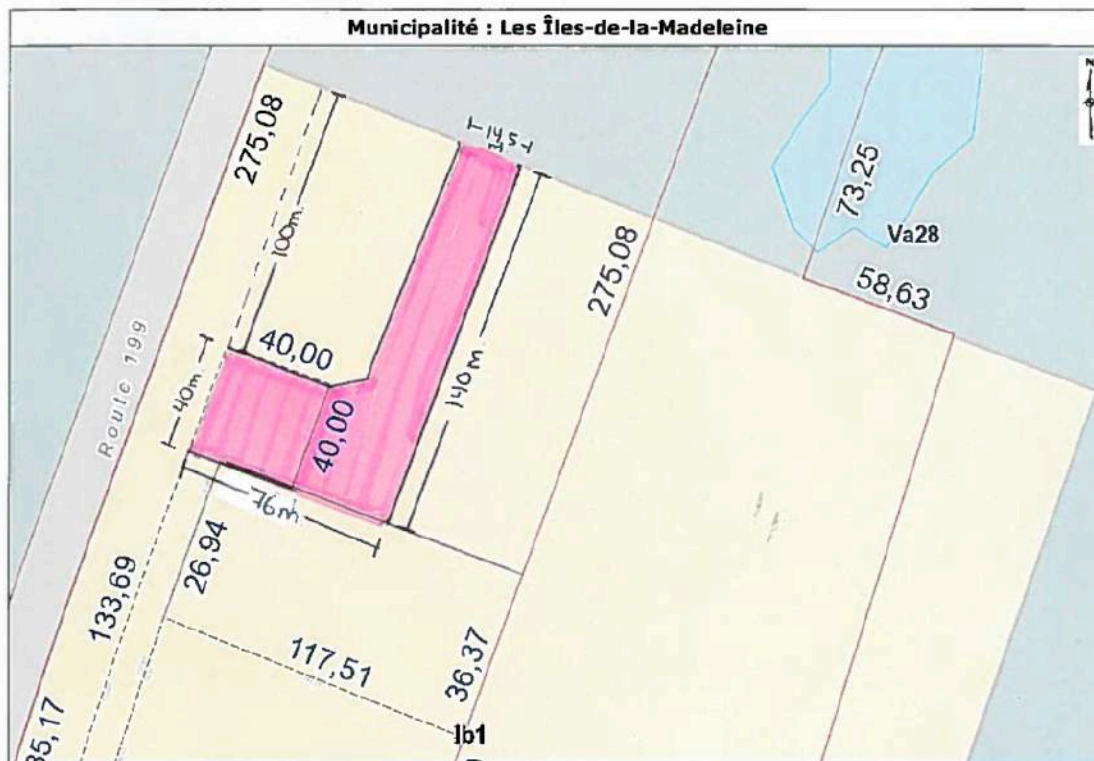 Municipalité : Les Îles-de-la-Madeleine
N
275,08
14,5
m
100m.
73,25
Va28
275,08
58,63
Route 199
40,00
40m.
140m
40,00
76m
26,94
133,69
117,51
36,37
Ib1
35,17